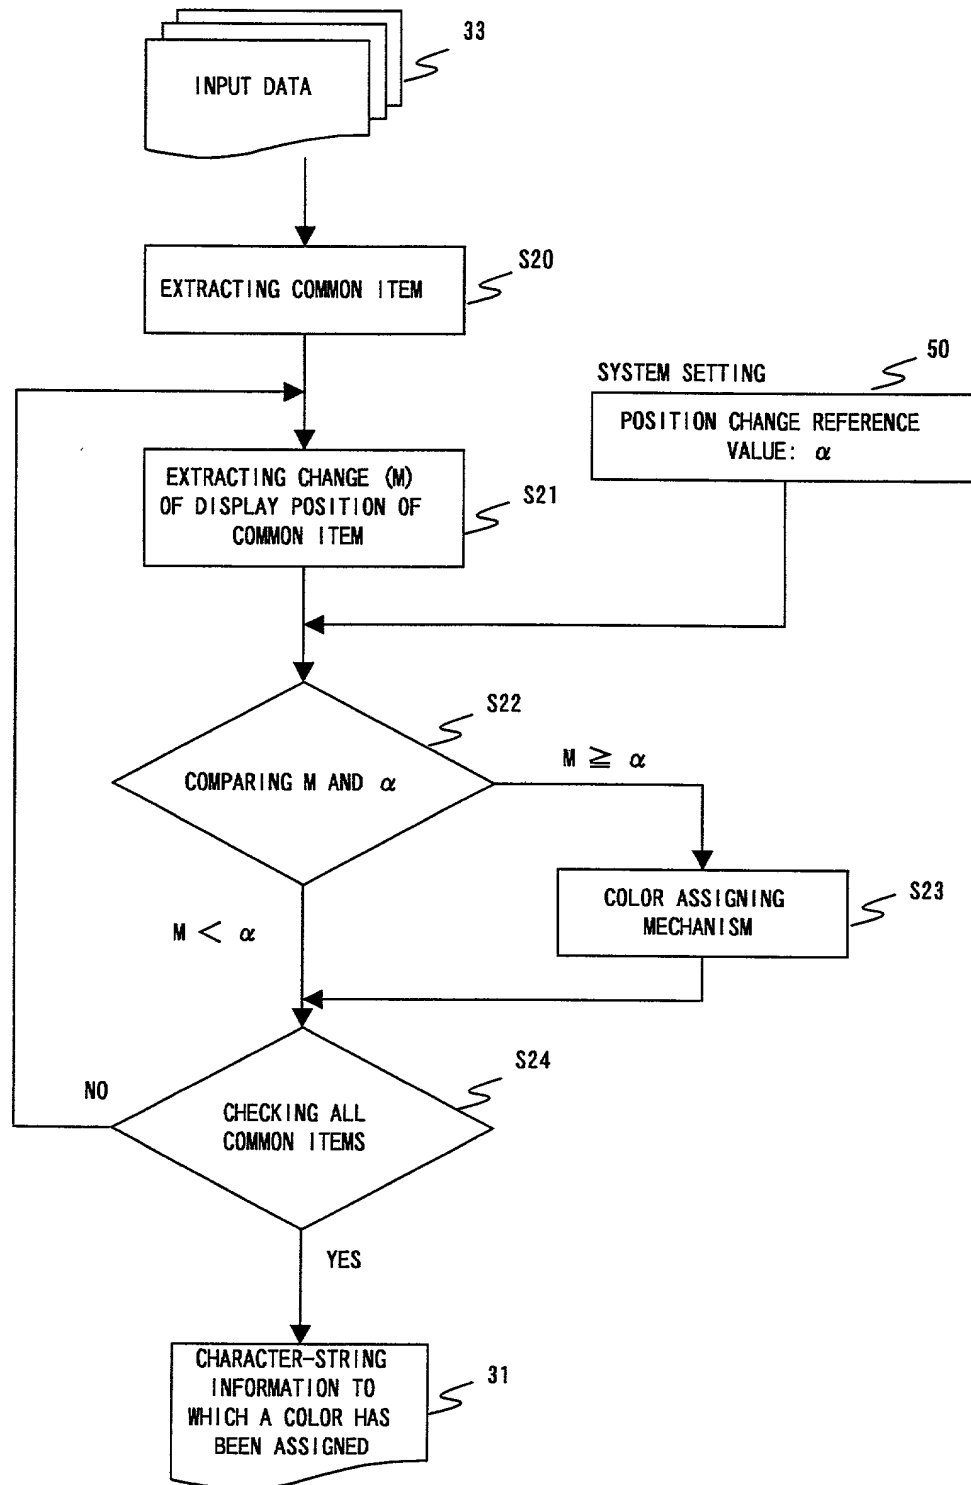 33
INPUT DATA
S20
EXTRACTING COMMON ITEM
50
SYSTEM SETTING
POSITION CHANGE REFERENCE
VALUE: α
EXTRACTING CHANGE (M)
OF DISPLAY POSITION OF
COMMON ITEM
S21
S22
COMPARING M AND α
M ≧ α
COLOR ASSIGNING
MECHANISM
S23
M < α
S24
NO
CHECKING ALL
COMMON ITEMS
YES
CHARACTER-STRING
INFORMATION TO
WHICH A COLOR HAS
BEEN ASSIGNED
31